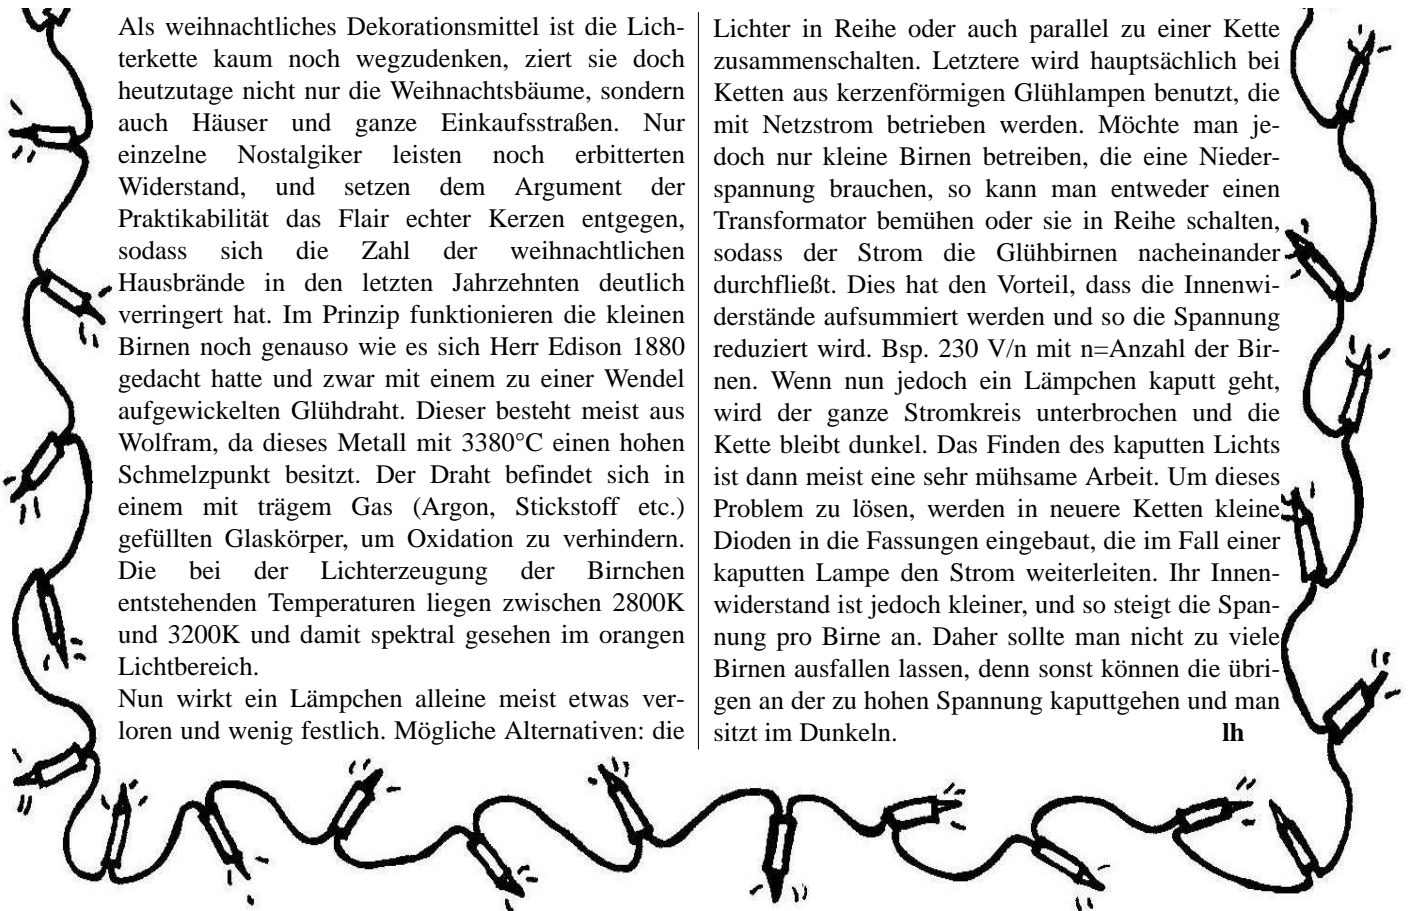 Als weihnachtliches Dekorationsmittel ist die Lich-
terkette kaum noch wegzudenken, ziert sie doch
heutzutage nicht nur die Weihnachtsbäume, sondern
auch Häuser und ganze Einkaufsstraßen. Nur
einzelne Nostalgiker leisten noch erbitterten
Widerstand, und setzen dem Argument der
Praktikabilität das Flair echter Kerzen entgegen,
sodass sich die Zahl der weihnachtlichen
Hausbrände in den letzten Jahrzehnten deutlich
verringert hat. Im Prinzip funktionieren die kleinen
Birnen noch genauso wie es sich Herr Edison 1880
gedacht hatte und zwar mit einem zu einer Wendel
aufgewickelten Glühdraht. Dieser besteht meist aus
Wolfram, da dieses Metall mit 3380°C einen hohen
Schmelzpunkt besitzt. Der Draht befindet sich in
einem mit trägem Gas (Argon, Stickstoff etc.)
gefüllten Glaskörper, um Oxidation zu verhindern.
Die bei der Lichterzeugung der Birnchen
entstehenden Temperaturen liegen zwischen 2800K
und 3200K und damit spektral gesehen im orangen
Lichtbereich.
Nun wirkt ein Lämpchen alleine meist etwas ver-
loren und wenig festlich. Mögliche Alternativen: die
Lichter in Reihe oder auch parallel zu einer Kette
zusammenschalten. Letztere wird hauptsächlich bei
Ketten aus kerzenförmigen Glühlampen benutzt, die
mit Netzstrom betrieben werden. Möchte man je-
doch nur kleine Birnen betreiben, die eine Nieder-
spannung brauchen, so kann man entweder einen
Transformator bemühen oder sie in Reihe schalten,
sodass der Strom die Glühbirnen nacheinander
durchfließt. Dies hat den Vorteil, dass die Innenwi-
derstände aufsummiert werden und so die Spannung
reduziert wird. Bsp. 230 V/n mit n=Anzahl der Bir-
nen. Wenn nun jedoch ein Lämpchen kaputt geht,
wird der ganze Stromkreis unterbrochen und die
Kette bleibt dunkel. Das Finden des kaputten Lichts
ist dann meist eine sehr mühsame Arbeit. Um dieses
Problem zu lösen, werden in neuere Ketten kleine
Dioden in die Fassungen eingebaut, die im Fall einer
kaputten Lampe den Strom weiterleiten. Ihr Innen-
widerstand ist jedoch kleiner, und so steigt die Span-
nung pro Birne an. Daher sollte man nicht zu viele
Birnen ausfallen lassen, denn sonst können die übri-
gen an der zu hohen Spannung kaputtgehen und man
sitzt im Dunkeln. lh